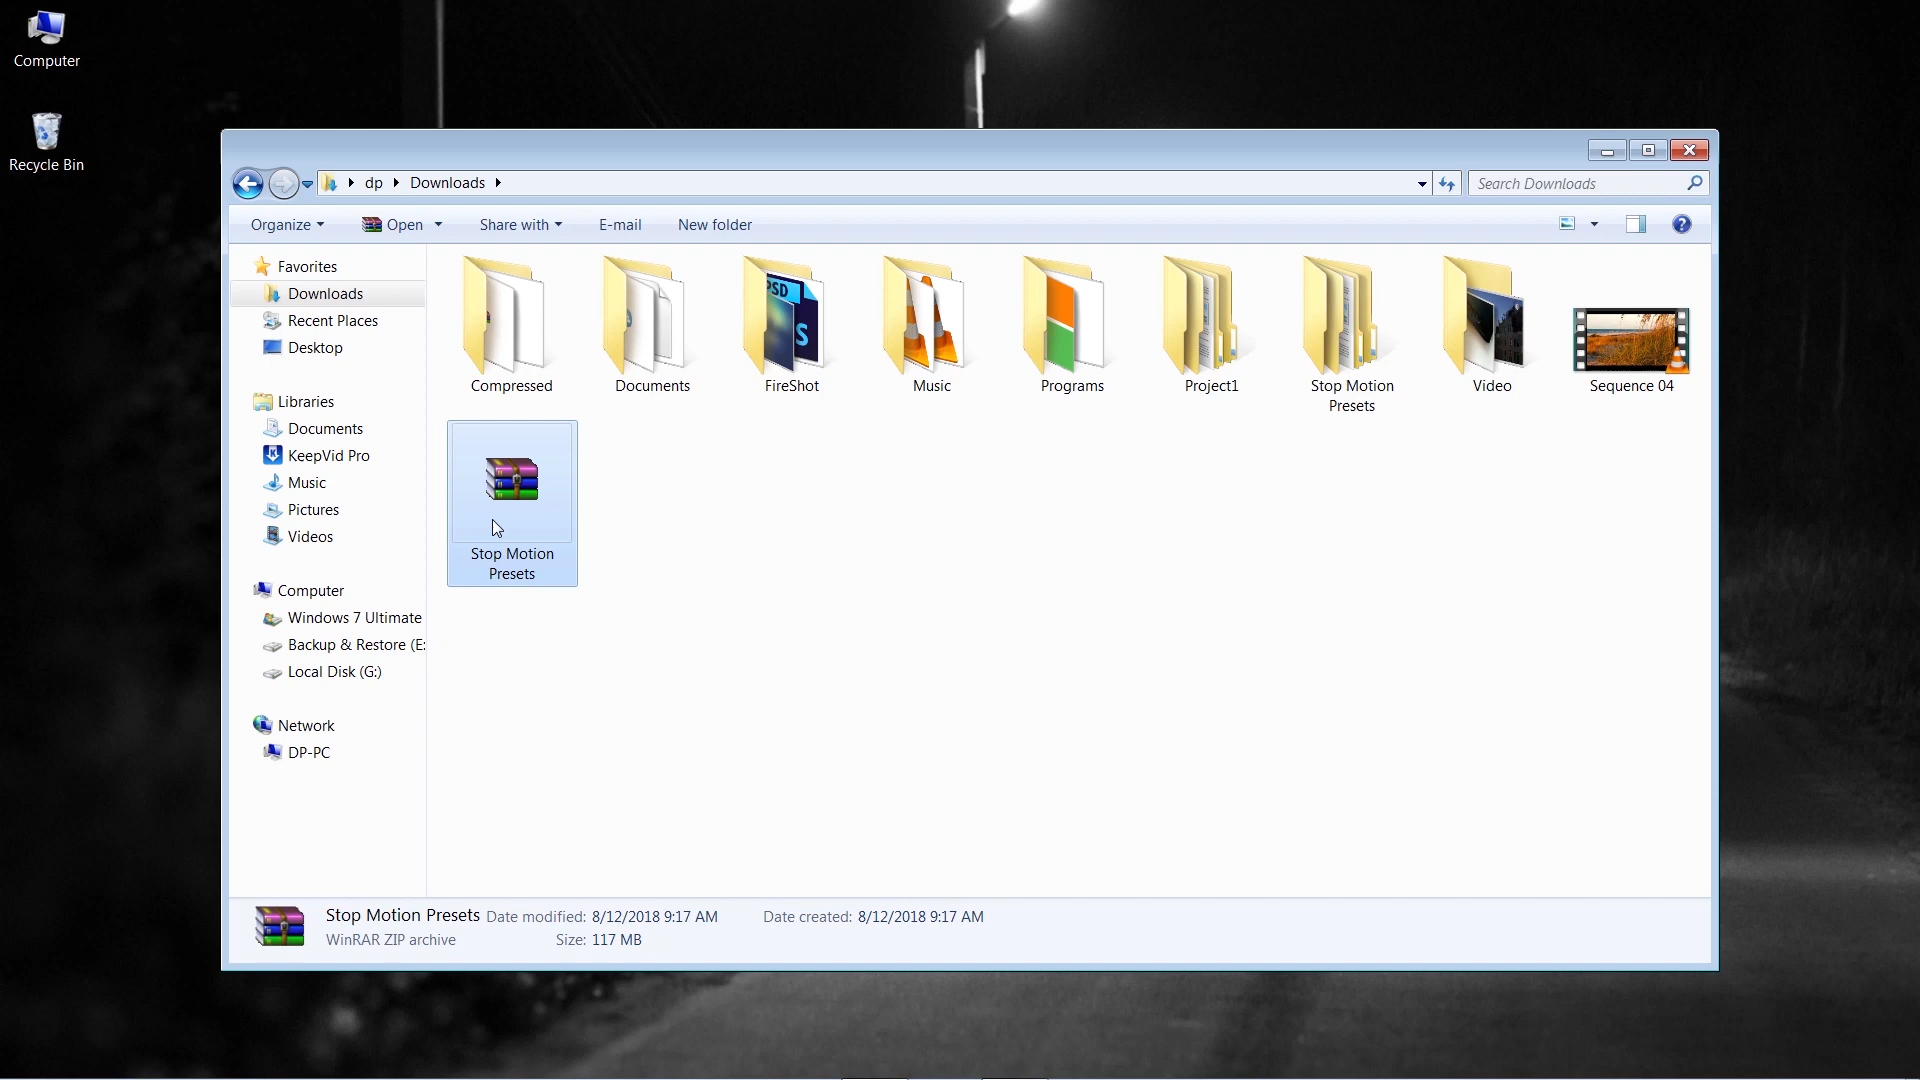 Computer
Recycle Bin
dp Downloads
Search Downloads
Organize Open Share with E-mail New folder
Favorites
Downloads
Recent Places
Desktop
Libraries
Documents
KeepVid Pro
Music
Pictures
Videos
Computer
Windows 7 Ultimate
Backup & Restore (E:
Local Disk (G:)
Network
DP-PC
PSD
S
Compressed Documents FireShot Music Programs Project1 Stop Motion Presets Video Sequence 04
Stop Motion
Presets
Stop Motion Presets Date modified: 8/12/2018 9:17 AM Date created: 8/12/2018 9:17 AM
WinRAR ZIP archive Size: 117 MB